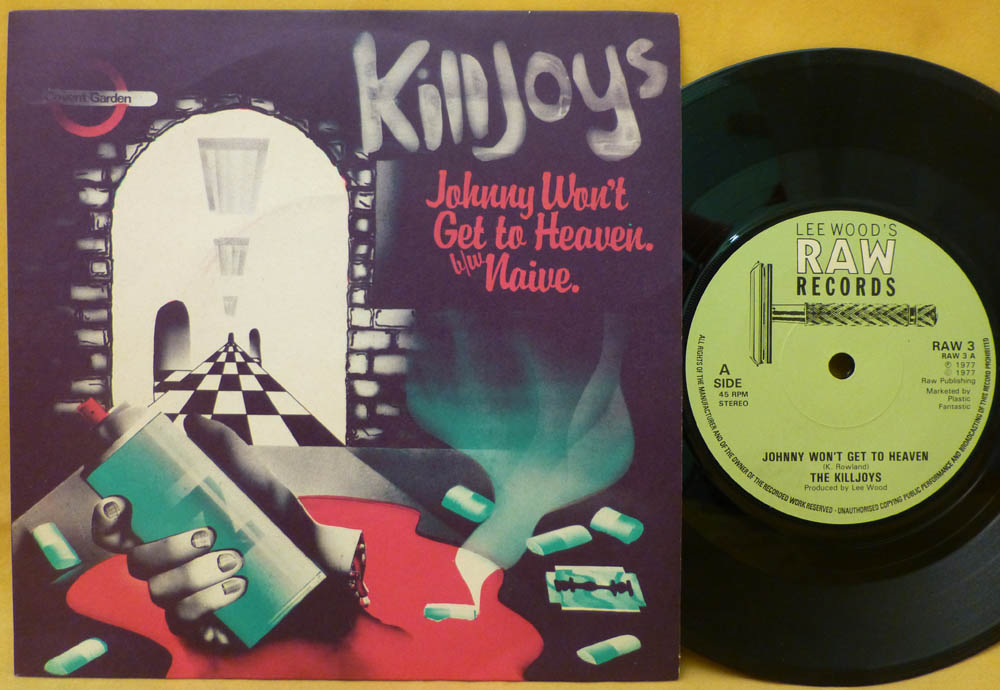 Killjoys
Covent Garden
Johnny Won't
Get to Heaven.
b/w Naive.
LEE WOOD'S
RAW
RECORDS
RAW 3
RAW 3 A
℗ 1977
© 1977
Raw Publishing
Marketed by
Plastic
Fantastic
A
SIDE
45 RPM
STEREO
JOHNNY WON'T GET TO HEAVEN
(K. Rowland)
THE KILLJOYS
Produced by Lee Wood
ALL RIGHTS OF THE MANUFACTURER AND OF THE OWNER OF THE RECORDED WORK RESERVED - UNAUTHORISED COPYING PUBLIC PERFORMANCE AND BROADCASTING OF THIS RECORD PROHIBITED